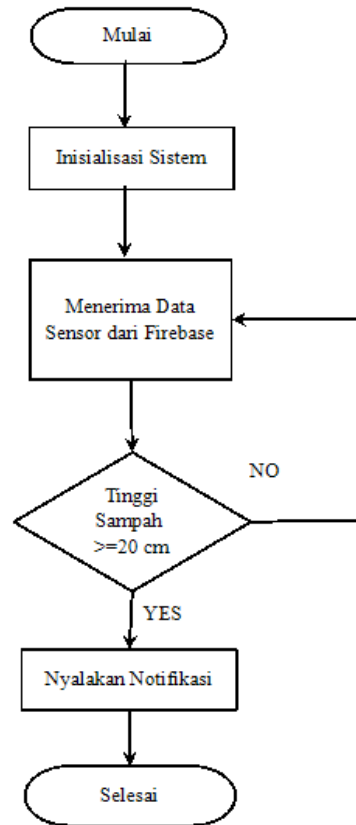 Mulai
Inisialisasi Sistem
Menerima Data
Sensor dari Firebase
NO
Tinggi
Sampah
>=20 cm
YES
Nyalakan Notifikasi
Selesai